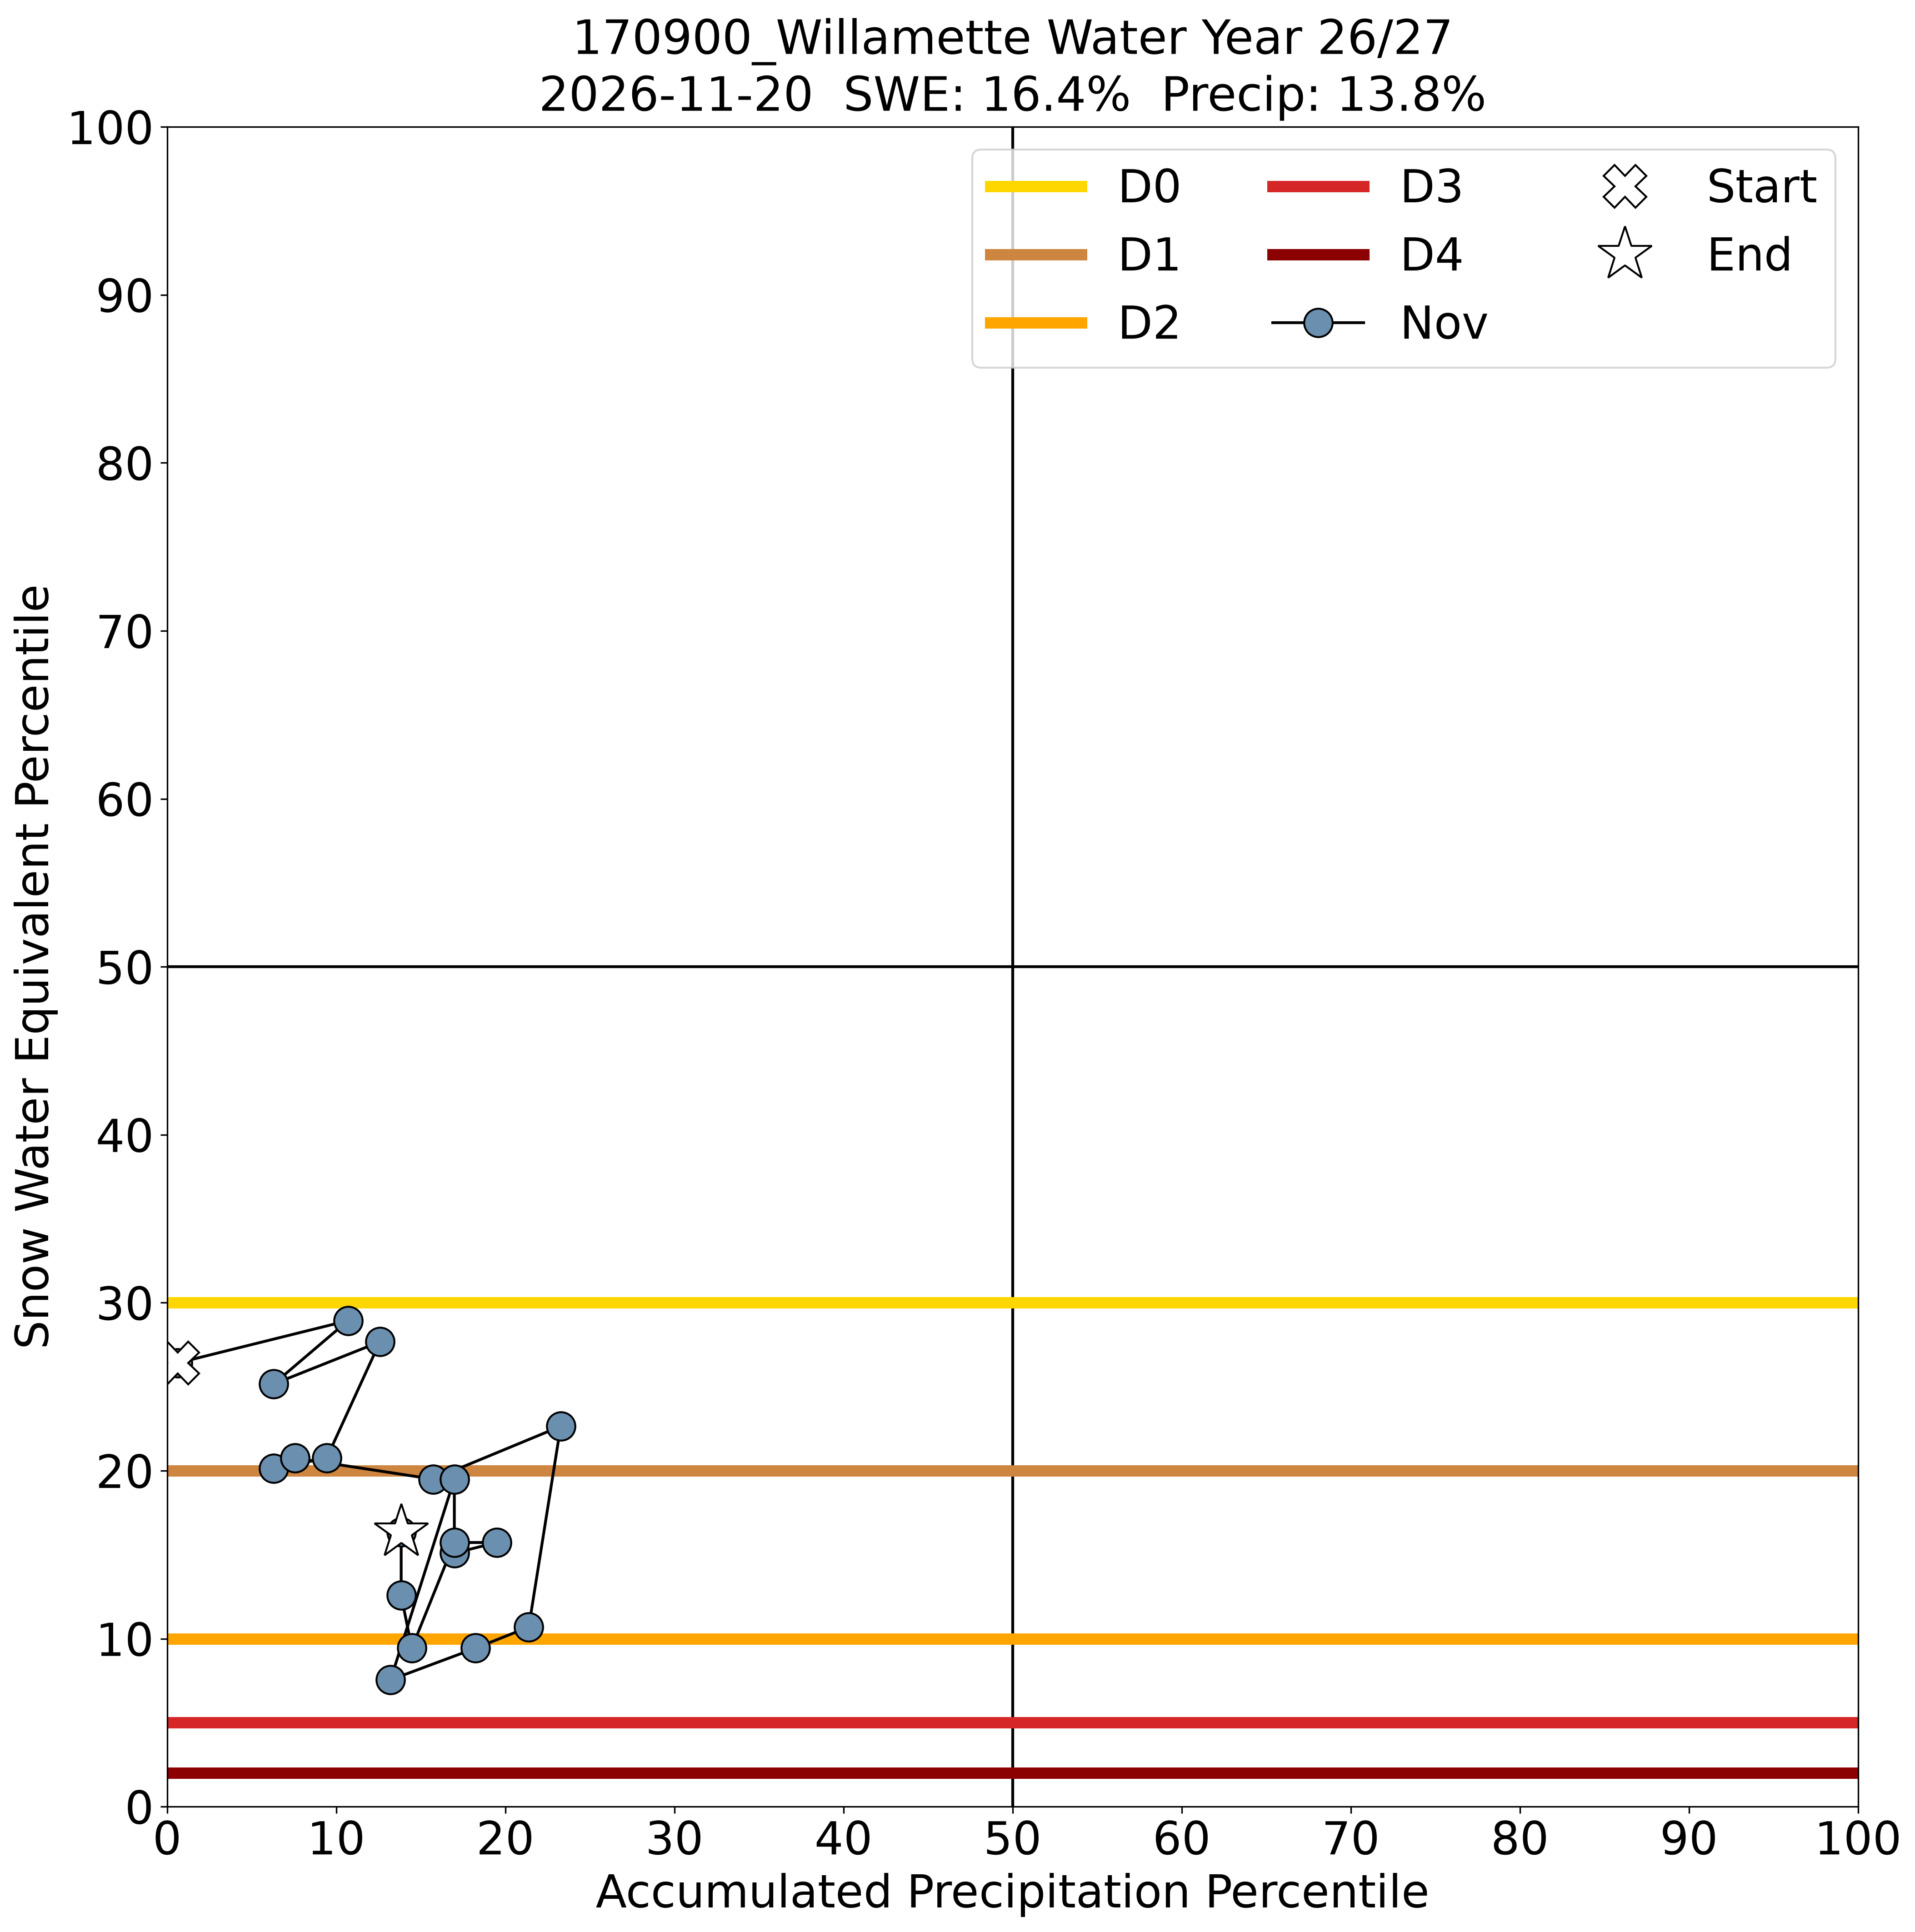 170900_Willamette Water Year 26/27
2026-11-20 SWE: 16.4% Precip: 13.8%
D0
D1
D2
D3
D4
Nov
Start
End
Snow Water Equivalent Percentile
100
90
80
70
60
50
40
30
20
10
0
0 10 20 30 40 50 60 70 80 90 100
Accumulated Precipitation Percentile